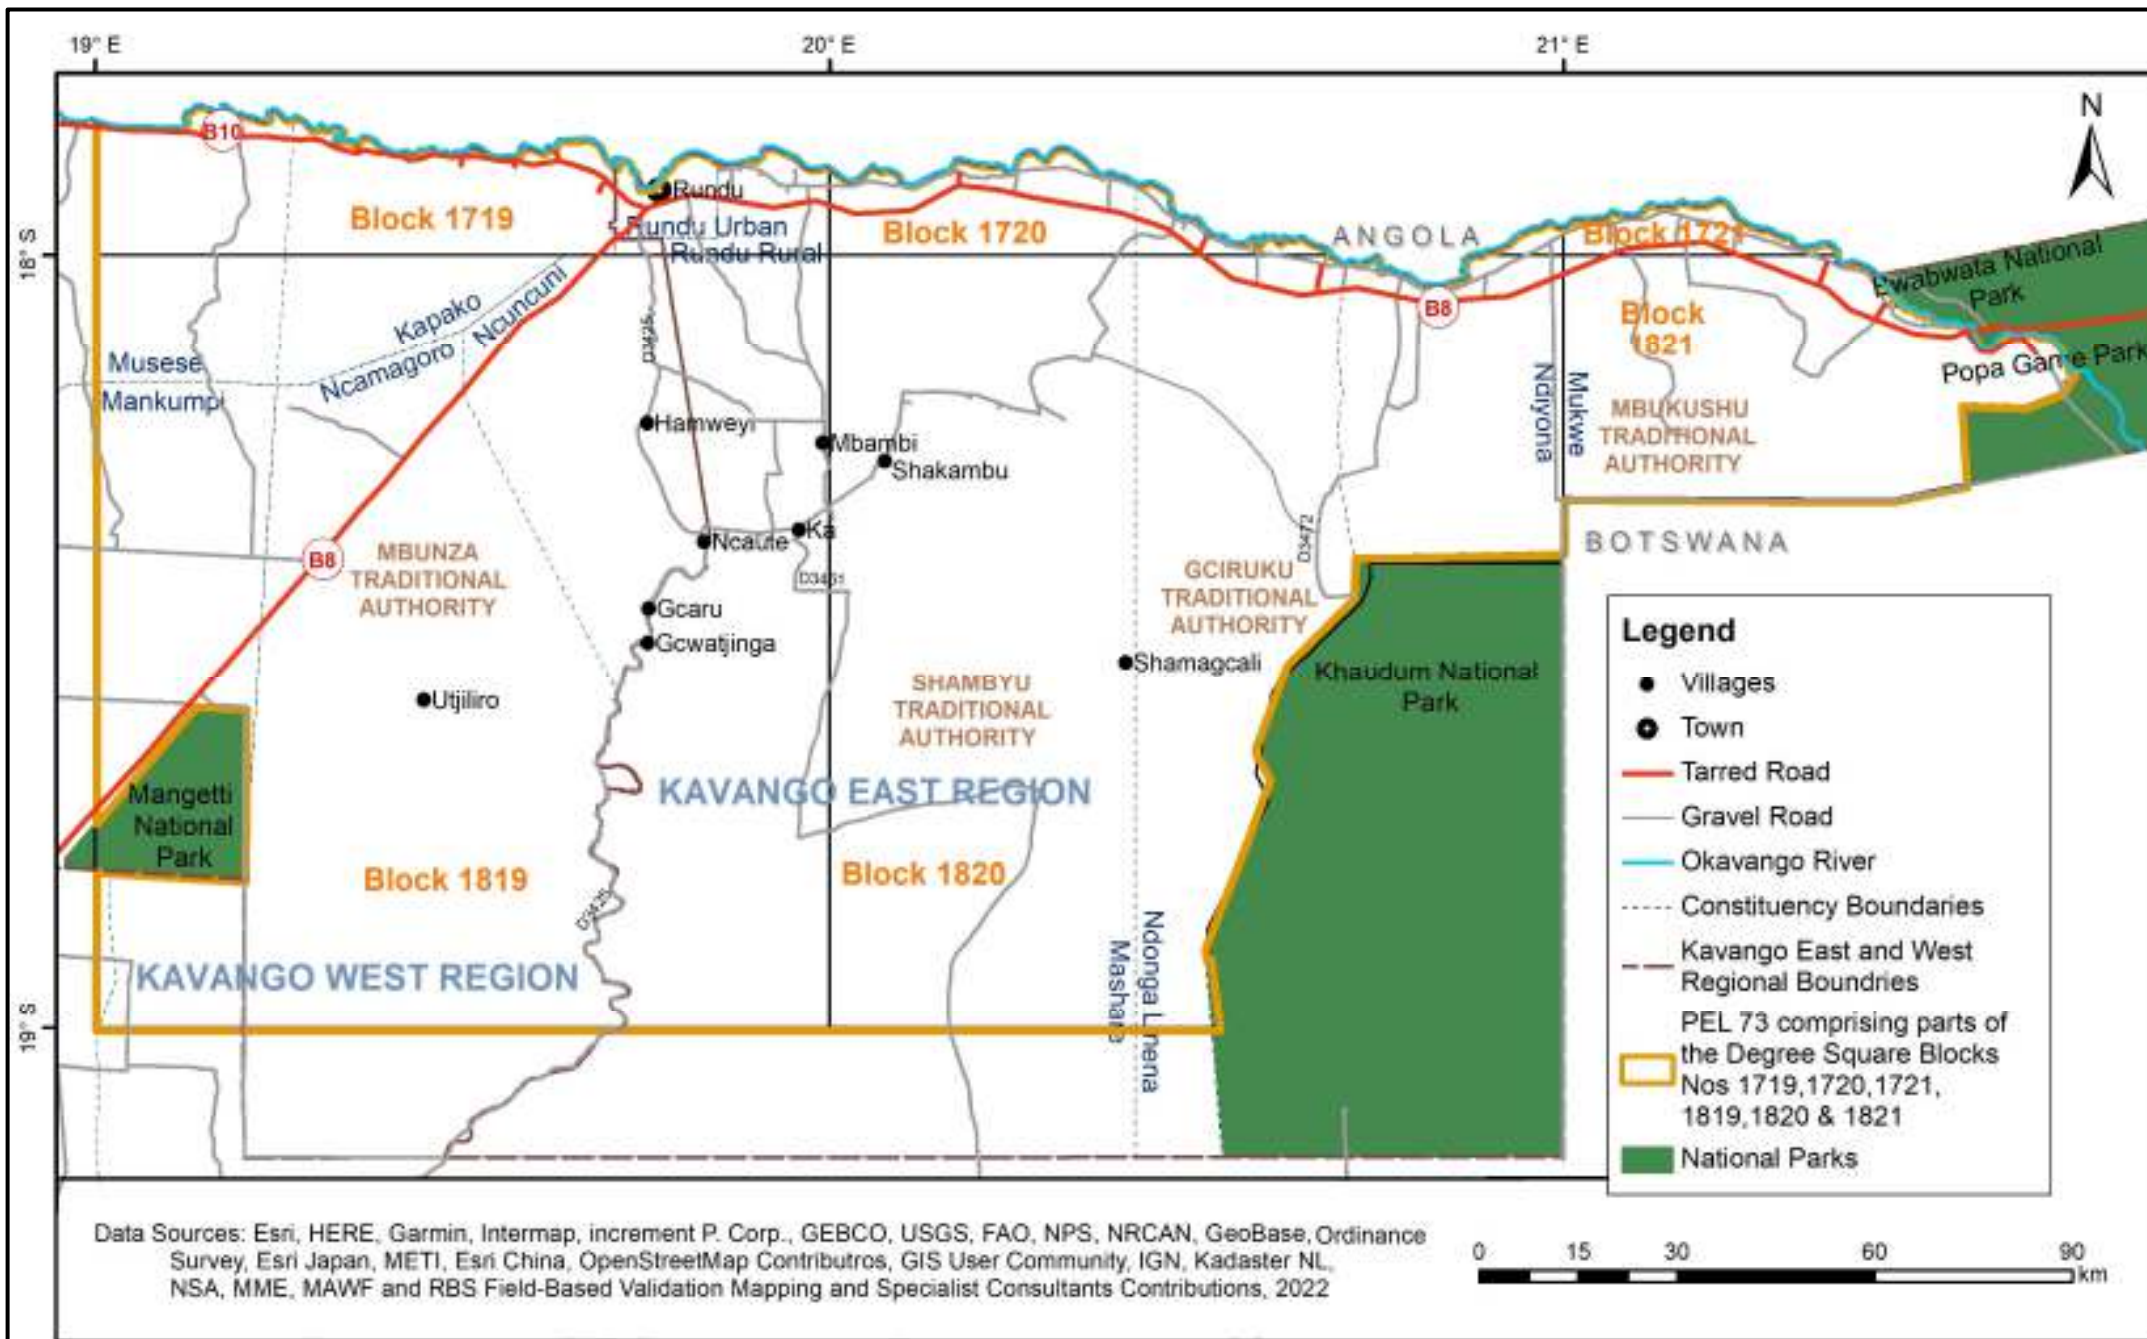 19° E
20° E
21° E
N
B10
Rundu
Block 1719
Rundu Urban
Block 1720
ANGOLA
Block 1721
18° S
Rundu Rural
Bwabwata National
Park
Kapako
Ncuncuni
B8
Block
1821
Musese
Ncamagoro
D3425
Popa Game Park
Mankumpi
Ndiyona
Mukwe
MBUKUSHU
TRADITIONAL
AUTHORITY
Hamweyi
Mbambi
Shakambu
Ka
Ncaute
D3472
BOTSWANA
B8
MBUNZA
TRADITIONAL
AUTHORITY
GCIRUKU
TRADITIONAL
AUTHORITY
Gcaru
Gcwatjinga
Shamagcali
Khaudum National
Park
Utjiliro
SHAMBYU
TRADITIONAL
AUTHORITY
Mangetti
National
Park
KAVANGO EAST REGION
Block 1819
Block 1820
D3425
KAVANGO WEST REGION
Mashare
Ndonga Linena
19° S
Legend
Villages
Town
Tarred Road
Gravel Road
Okavango River
Constituency Boundaries
Kavango East and West
Regional Boundries
PEL 73 comprising parts of
the Degree Square Blocks
Nos 1719,1720,1721,
1819,1820 & 1821
National Parks
Data Sources: Esri, HERE, Garmin, Intermap, increment P. Corp., GEBCO, USGS, FAO, NPS, NRCAN, GeoBase, Ordinance
Survey, Esri Japan, METI, Esri China, OpenStreetMap Contributros, GIS User Community, IGN, Kadaster NL,
NSA, MME, MAWF and RBS Field-Based Validation Mapping and Specialist Consultants Contributions, 2022
0 15 30 60 90
km